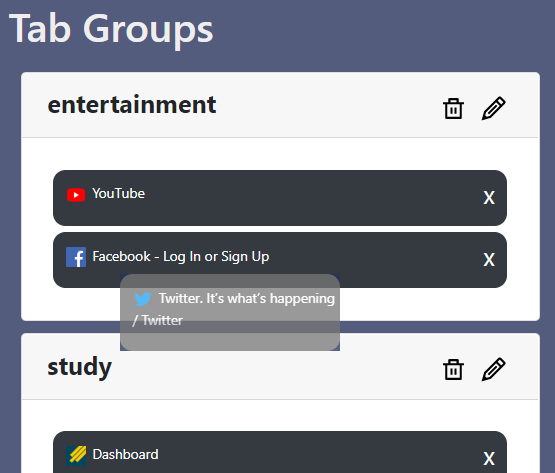 Tab Groups
entertainment
YouTube
X
Facebook - Log In or Sign Up
X
Twitter. It's what's happening
/ Twitter
study
Dashboard
X